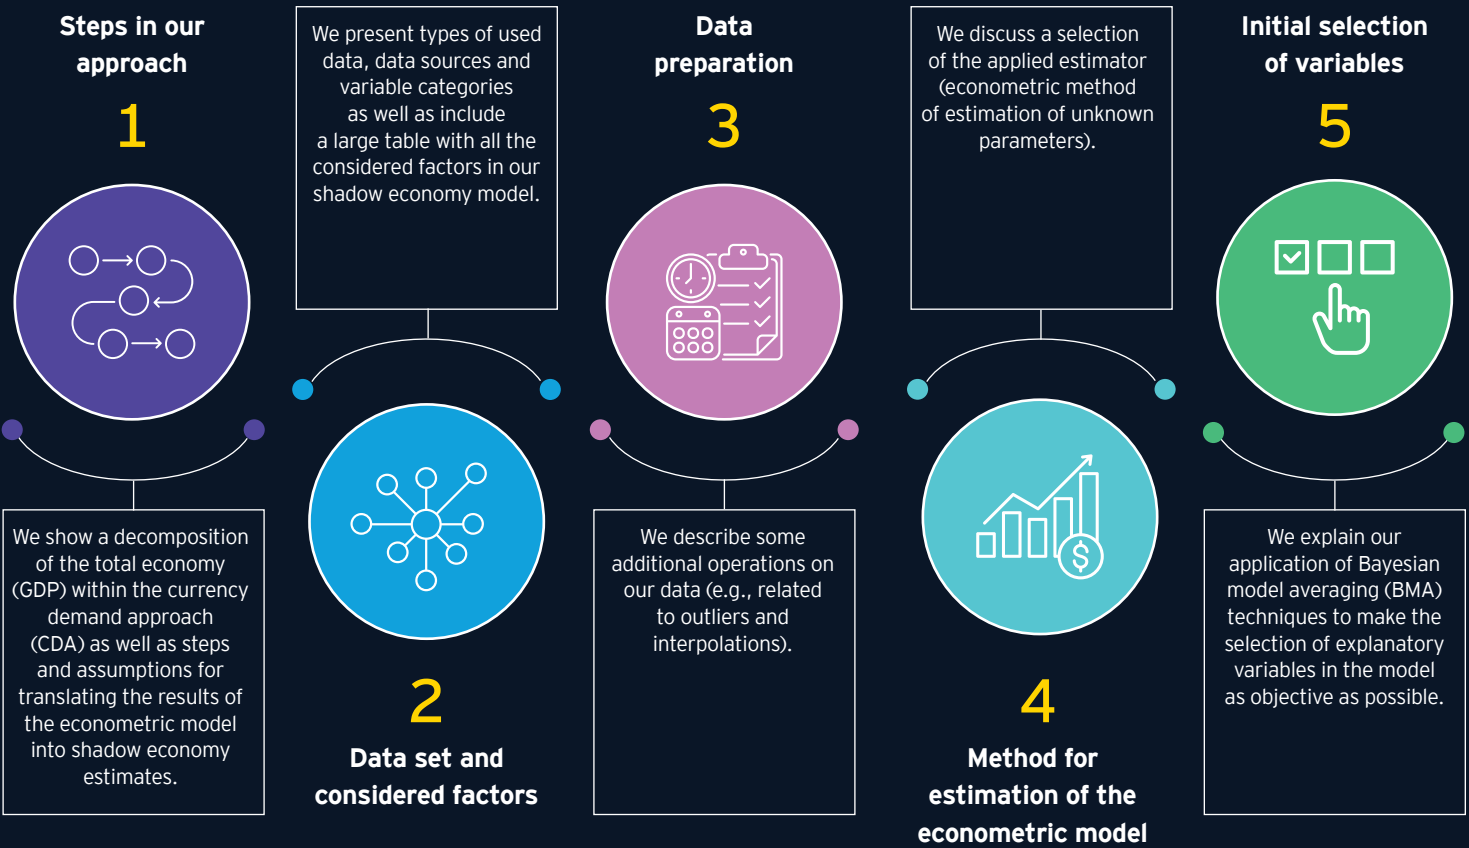 Steps in our
approach
1
We show a decomposition
of the total economy
(GDP) within the currency
demand approach
(CDA) as well as steps
and assumptions for
translating the results of
the econometric model
into shadow economy
estimates.
We present types of used
data, data sources and
variable categories
as well as include
a large table with all the
considered factors in our
shadow economy model.
2
Data set and
considered factors
Data
preparation
3
We describe some
additional operations on
our data (e.g., related
to outliers and
interpolations).
We discuss a selection
of the applied estimator
(econometric method
of estimation of unknown
parameters).
$
4
Method for
estimation of the
econometric model
Initial selection
of variables
5
We explain our
application of Bayesian
model averaging (BMA)
techniques to make the
selection of explanatory
variables in the model
as objective as possible.